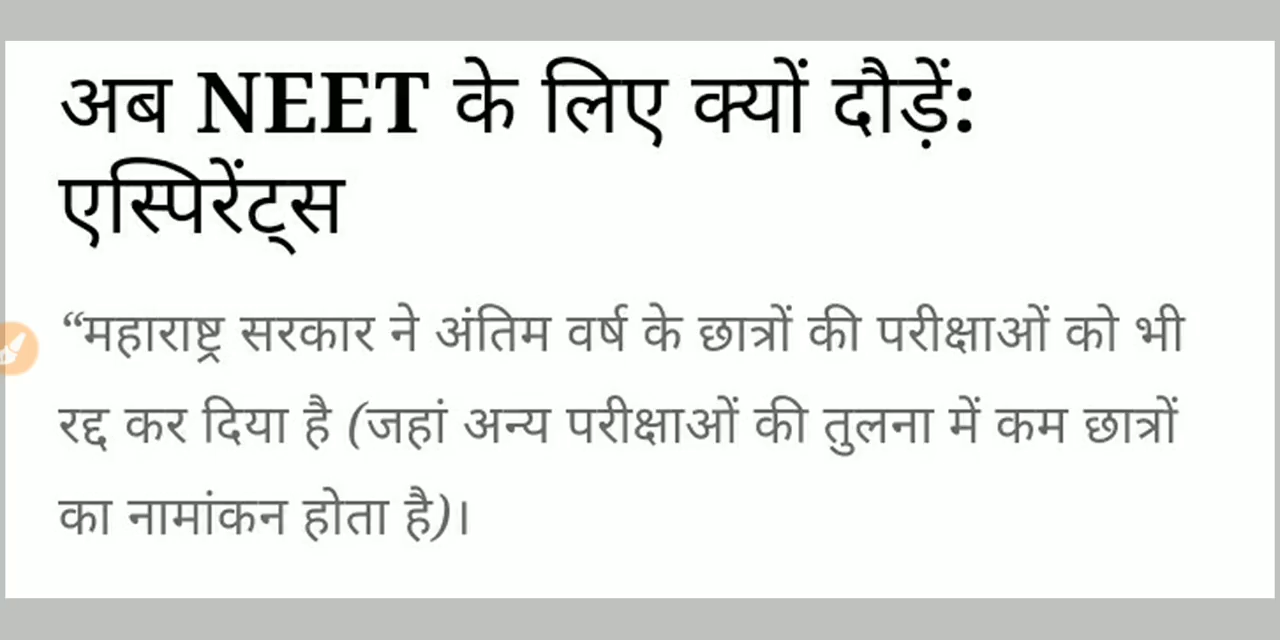 अब NEET के लिए क्यों दौड़ें:
एस्पिरेंट्स
“महाराष्ट्र सरकार ने अंतिम वर्ष के छात्रों की परीक्षाओं को भी
रद्द कर दिया है (जहां अन्य परीक्षाओं की तुलना में कम छात्रों
का नामांकन होता है)।